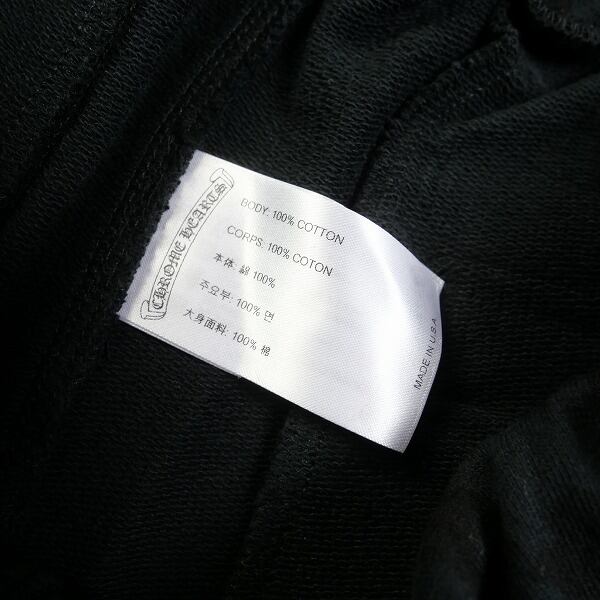 CHROME HEARTS
BODY: 100% COTTON
CORPS: 100% COTON
本体: 綿 100%
주요부: 100% 면
大身面料: 100% 棉
MADE IN U.S.A